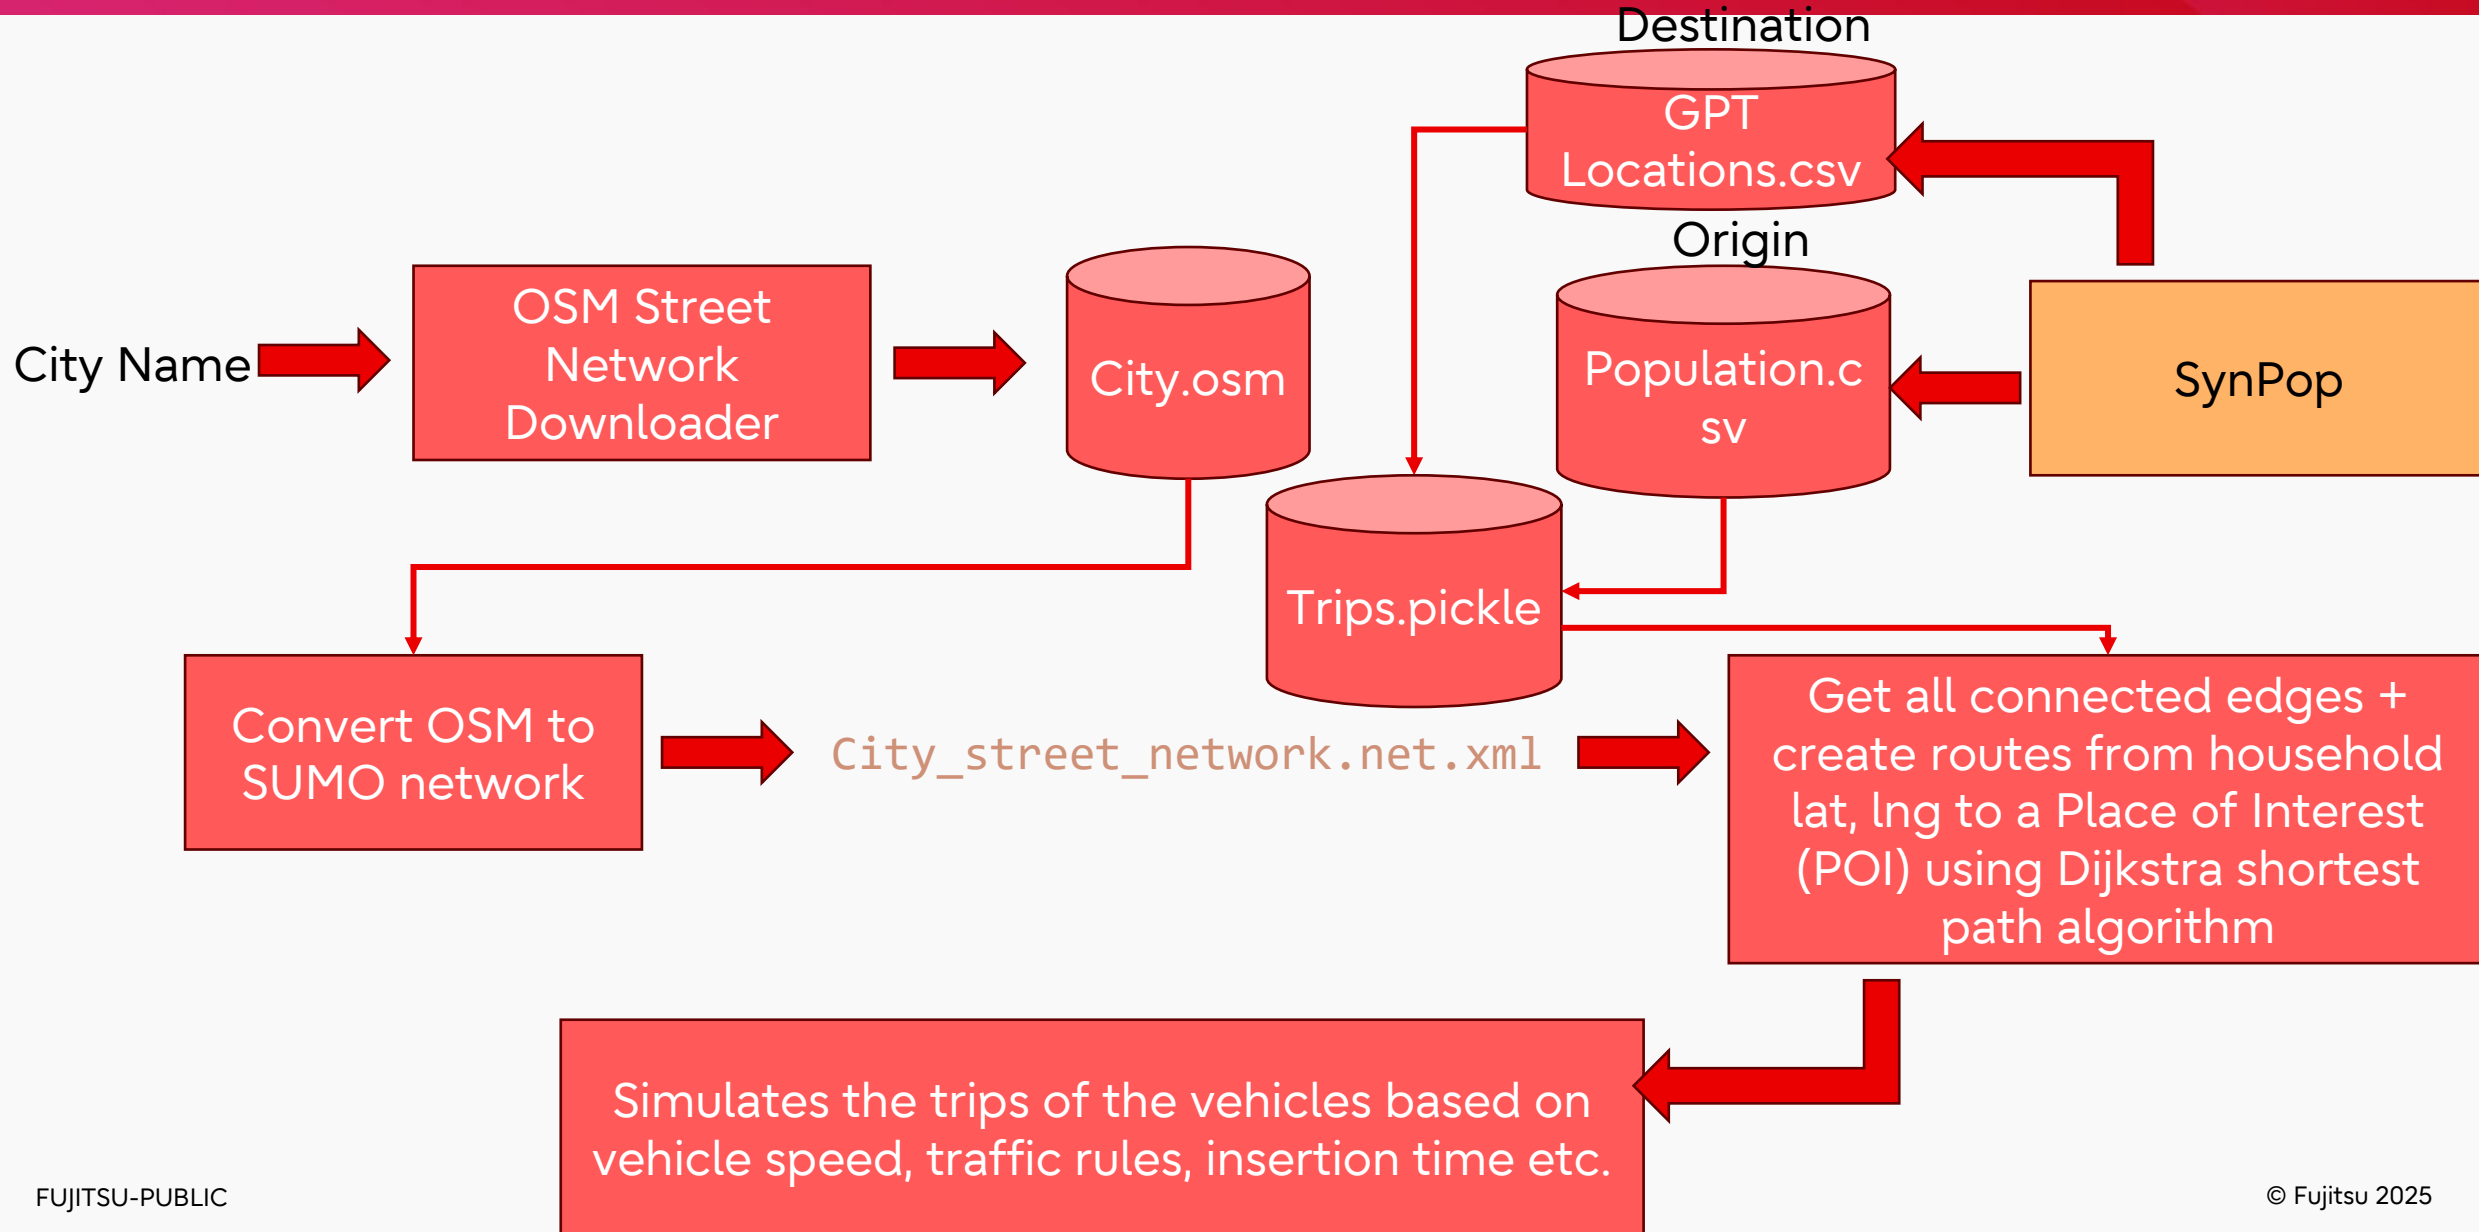 Destination
GPT
Locations.csv
Origin
City Name
OSM Street
Network
Downloader
City.osm
Population.c
sv
SynPop
Trips.pickle
Convert OSM to
SUMO network
City_street_network.net.xml
Get all connected edges +
create routes from household
lat, lng to a Place of Interest
(POI) using Dijkstra shortest
path algorithm
Simulates the trips of the vehicles based on
vehicle speed, traffic rules, insertion time etc.
FUJITSU-PUBLIC
© Fujitsu 2025